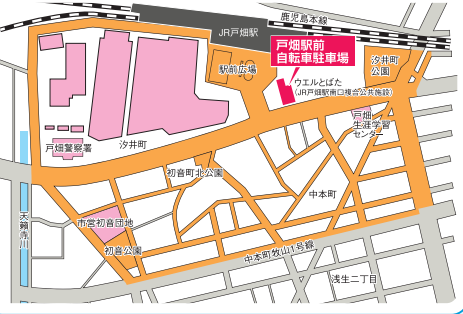 鹿児島本線
JR戸畑駅
戸畑駅前
自転車駐車場
駅前広場
汐井町
公園
ウエルとばた
(JR戸畑駅南口複合公共施設)
戸畑
生涯学習
センター
汐井町
戸畑警察署
初音町北公園
中本町
市営初音団地
天籟寺川
初音公園
中本町牧山1号線
浅生二丁目